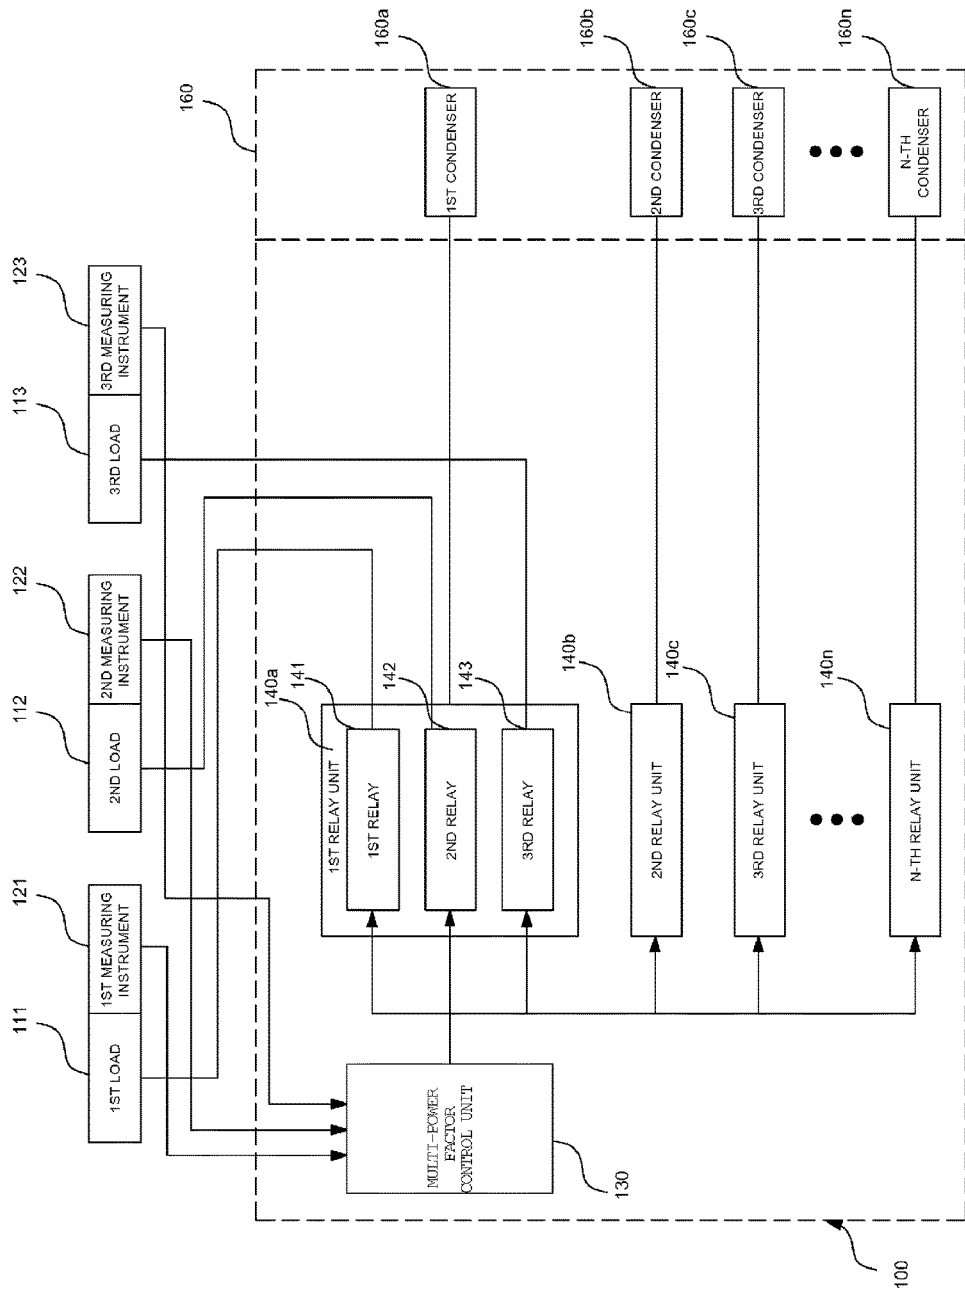 111
121
112
122
113
123
160
1ST LOAD
1ST MEASURING
INSTRUMENT
2ND LOAD
2ND MEASURING
INSTRUMENT
3RD LOAD
3RD MEASURING
INSTRUMENT
MULTI-POWER
FACTOR
CONTROL UNIT
130
1ST RELAY UNIT
140a
1ST RELAY
141
2ND RELAY
142
3RD RELAY
143
1ST CONDENSER
160a
2ND RELAY UNIT
140b
2ND CONDENSER
160b
3RD RELAY UNIT
140c
3RD CONDENSER
160c
N-TH RELAY UNIT
140n
N-TH
CONDENSER
160n
100